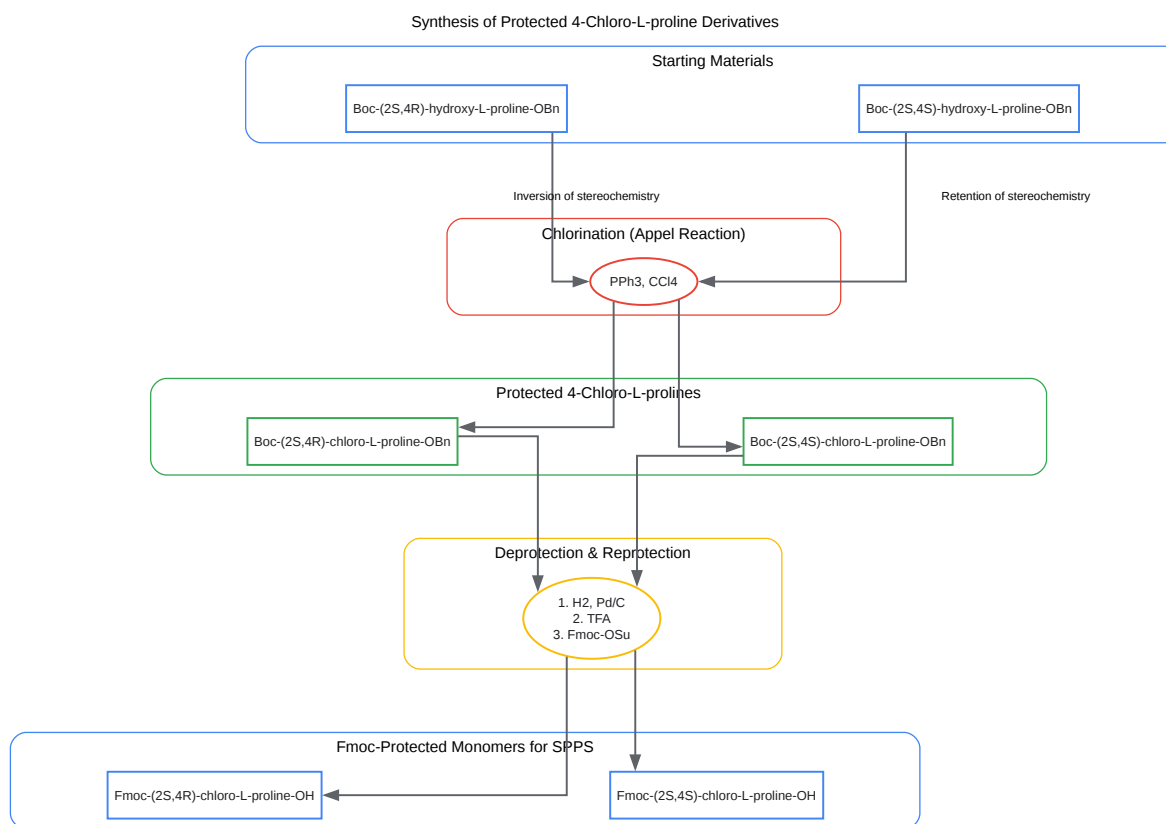 Synthesis of Protected 4-Chloro-L-proline Derivatives
Starting Materials
Boc-(2S,4R)-hydroxy-L-proline-OBn
Boc-(2S,4S)-hydroxy-L-proline-OBn
Inversion of stereochemistry
Retention of stereochemistry
Chlorination (Appel Reaction)
PPh3, CCl4
Protected 4-Chloro-L-prolines
Boc-(2S,4R)-chloro-L-proline-OBn
Boc-(2S,4S)-chloro-L-proline-OBn
Deprotection & Reprotection
1. H2, Pd/C
2. TFA
3. Fmoc-OSu
Fmoc-Protected Monomers for SPPS
Fmoc-(2S,4R)-chloro-L-proline-OH
Fmoc-(2S,4S)-chloro-L-proline-OH